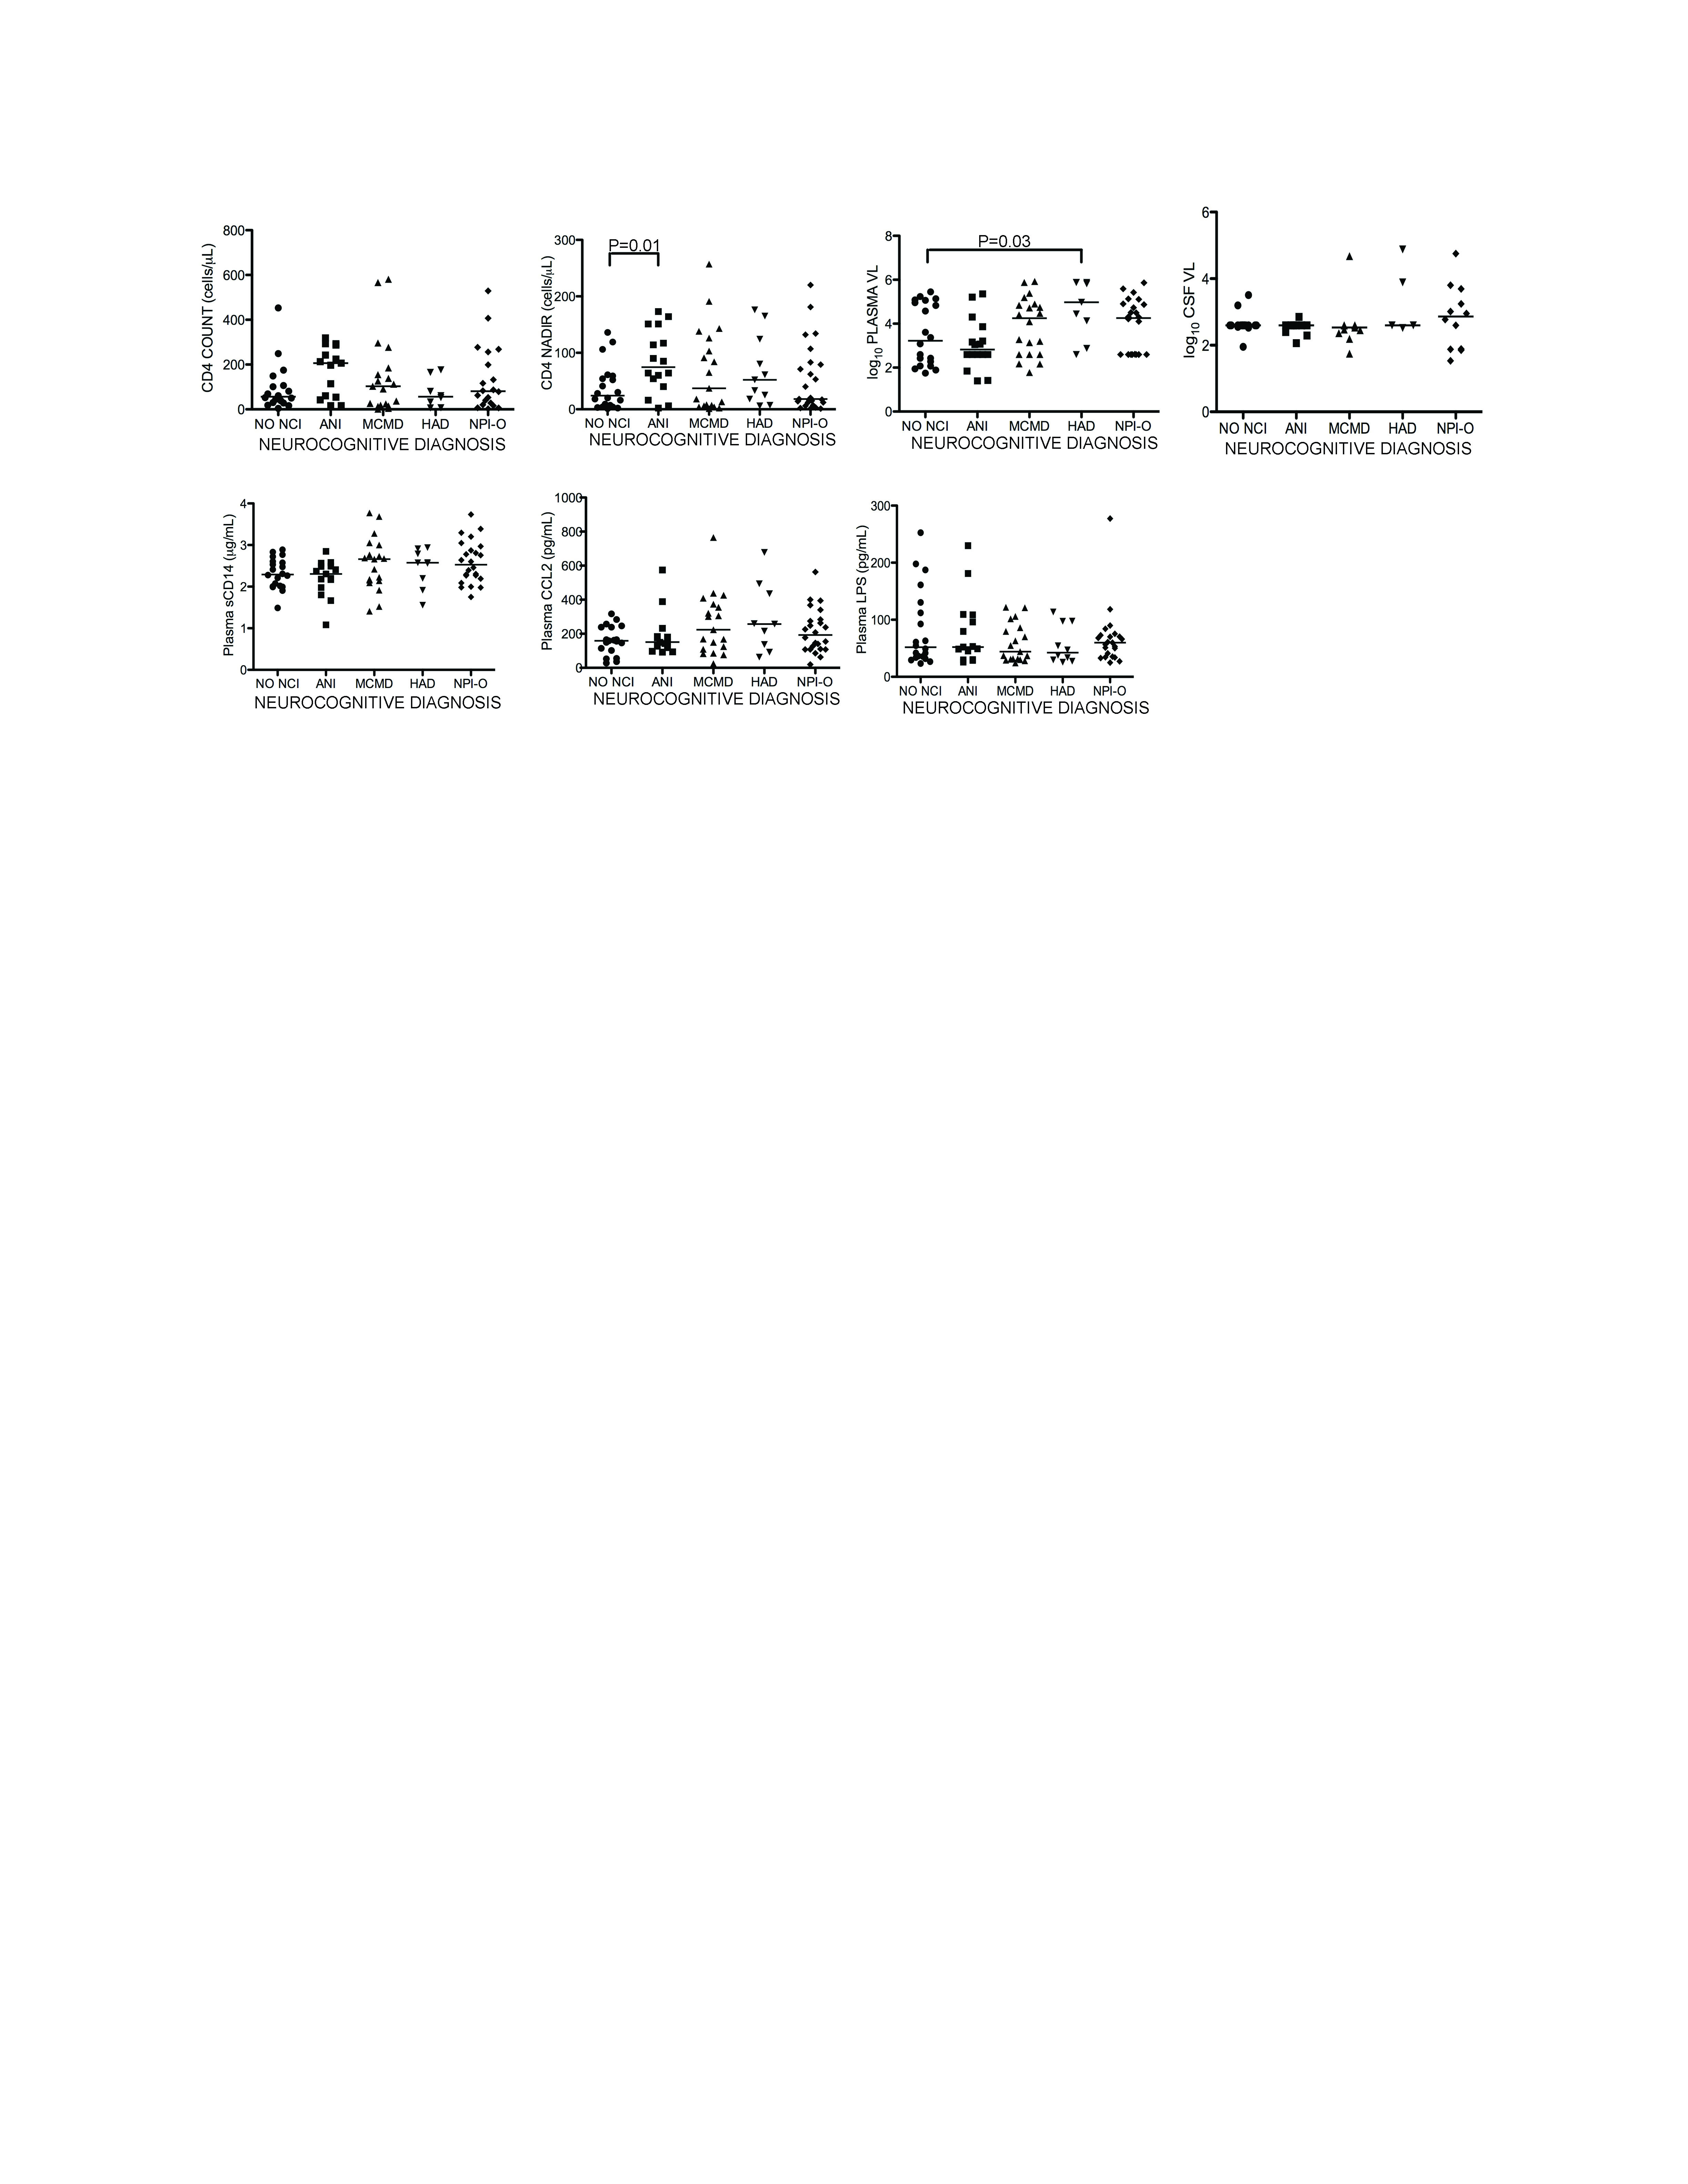 CD4 COUNT (cells/μL)
800
600
400
200
0
NO NCI ANI MCMD HAD NPI-O
NEUROCOGNITIVE DIAGNOSIS
CD4 NADIR (cells/μL)
300
200
100
0
P=0.01
NO NCI ANI MCMD HAD NPI-O
NEUROCOGNITIVE DIAGNOSIS
log10 PLASMA VL
8
6
4
2
0
P=0.03
NO NCI ANI MCMD HAD NPI-O
NEUROCOGNITIVE DIAGNOSIS
log10 CSF VL
6
4
2
0
NO NCI ANI MCMD HAD NPI-O
NEUROCOGNITIVE DIAGNOSIS
Plasma sCD14 (μg/mL)
4
3
2
1
0
NO NCI ANI MCMD HAD NPI-O
NEUROCOGNITIVE DIAGNOSIS
Plasma CCL2 (pg/mL)
1000
800
600
400
200
0
NO NCI ANI MCMD HAD NPI-O
NEUROCOGNITIVE DIAGNOSIS
Plasma LPS (pg/mL)
300
200
100
0
NO NCI ANI MCMD HAD NPI-O
NEUROCOGNITIVE DIAGNOSIS